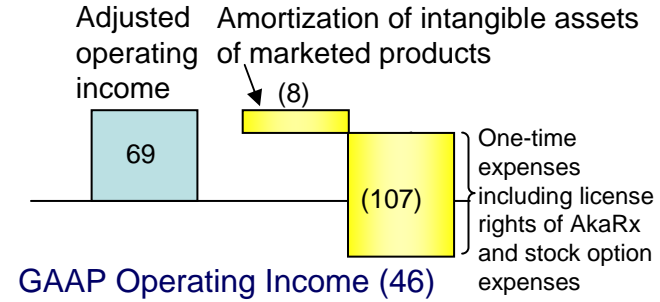 Adjusted
operating
income
Amortization of intangible assets
of marketed products
(8)
69
(107)
One-time
expenses
including license
rights of AkaRx
and stock option
expenses
GAAP Operating Income (46)